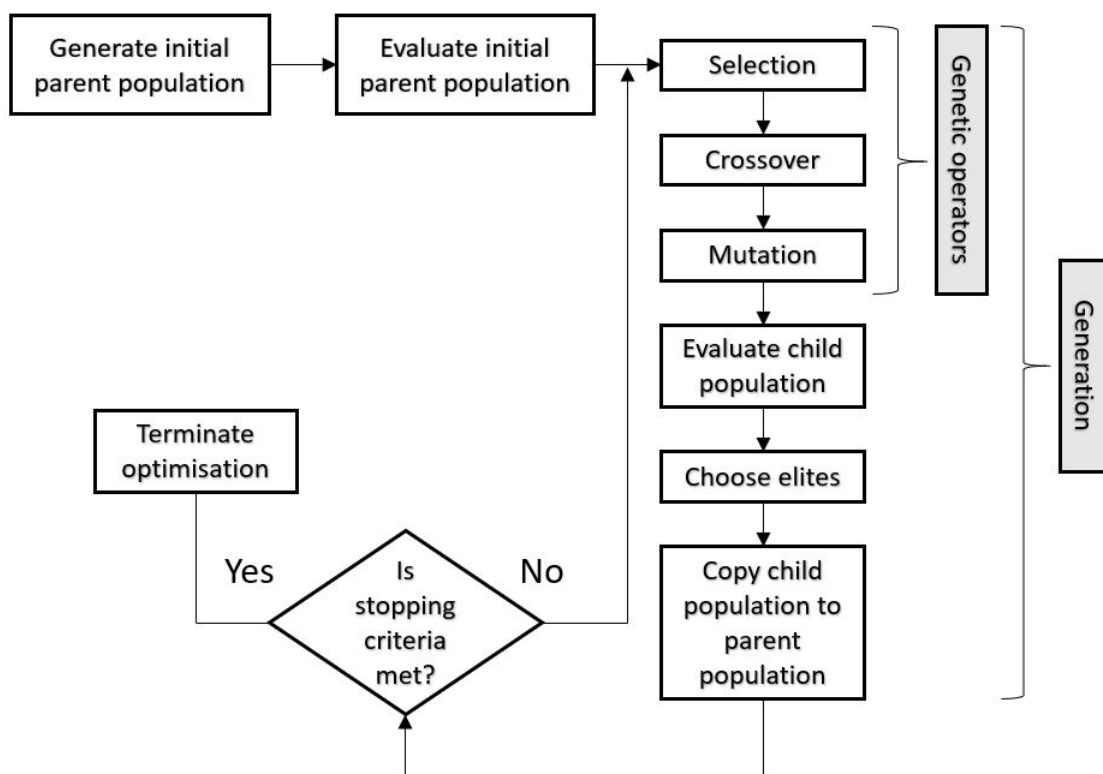 Generate initial
parent population
Evaluate initial
parent population
Selection
Crossover
Mutation
Genetic operators
Evaluate child
population
Generation
Choose elites
Copy child
population to
parent
population
Terminate
optimisation
Yes
Is
stopping
criteria
met?
No